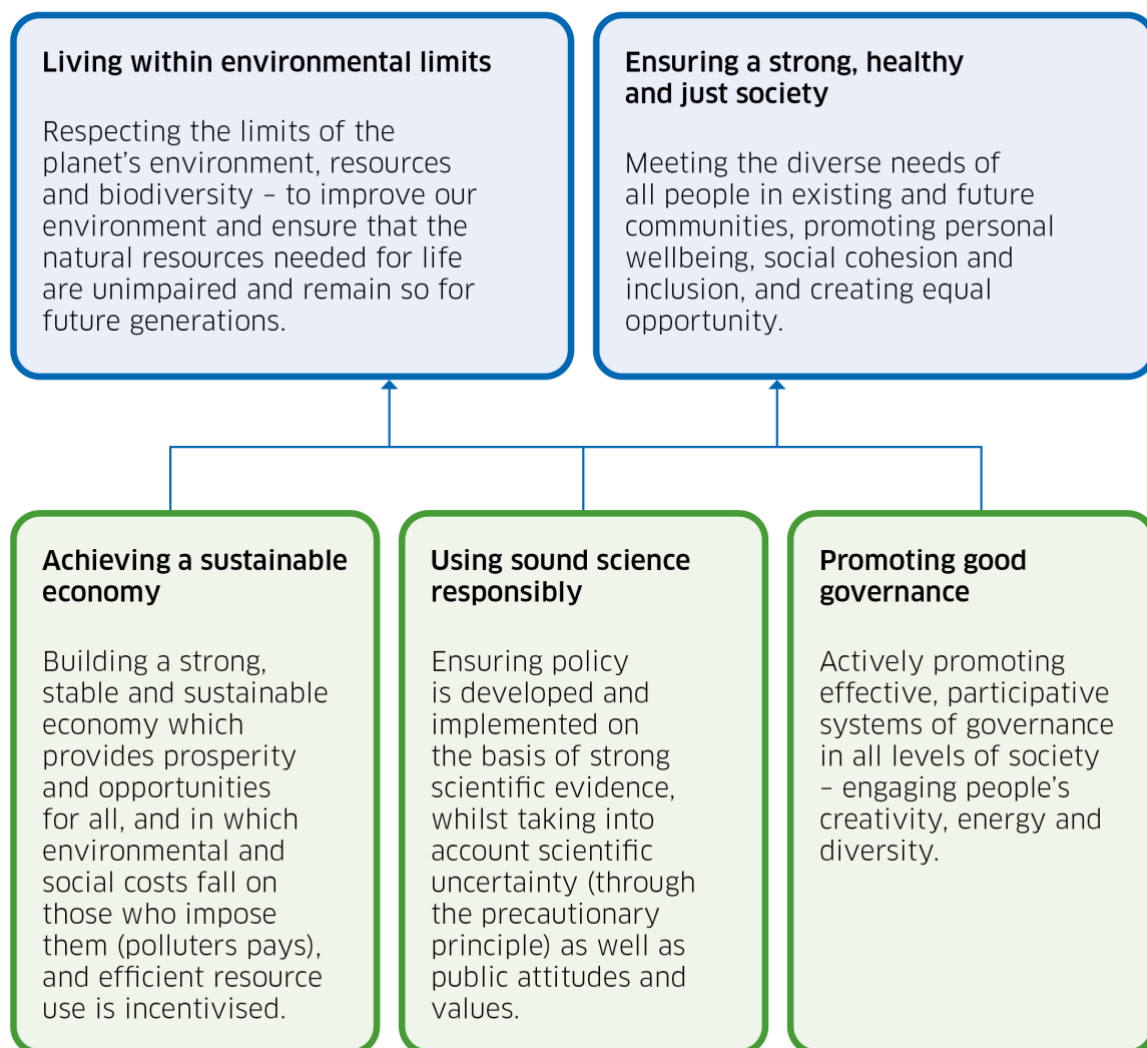 Living within environmental limits
Respecting the limits of the
planet's environment, resources
and biodiversity – to improve our
environment and ensure that the
natural resources needed for life
are unimpaired and remain so for
future generations.
Ensuring a strong, healthy
and just society
Meeting the diverse needs of
all people in existing and future
communities, promoting personal
wellbeing, social cohesion and
inclusion, and creating equal
opportunity.
Achieving a sustainable
economy
Building a strong,
stable and sustainable
economy which
provides prosperity
and opportunities
for all, and in which
environmental and
social costs fall on
those who impose
them (polluters pays),
and efficient resource
use is incentivised.
Using sound science
responsibly
Ensuring policy
is developed and
implemented on
the basis of strong
scientific evidence,
whilst taking into
account scientific
uncertainty (through
the precautionary
principle) as well as
public attitudes and
values.
Promoting good
governance
Actively promoting
effective, participative
systems of governance
in all levels of society
– engaging people's
creativity, energy and
diversity.